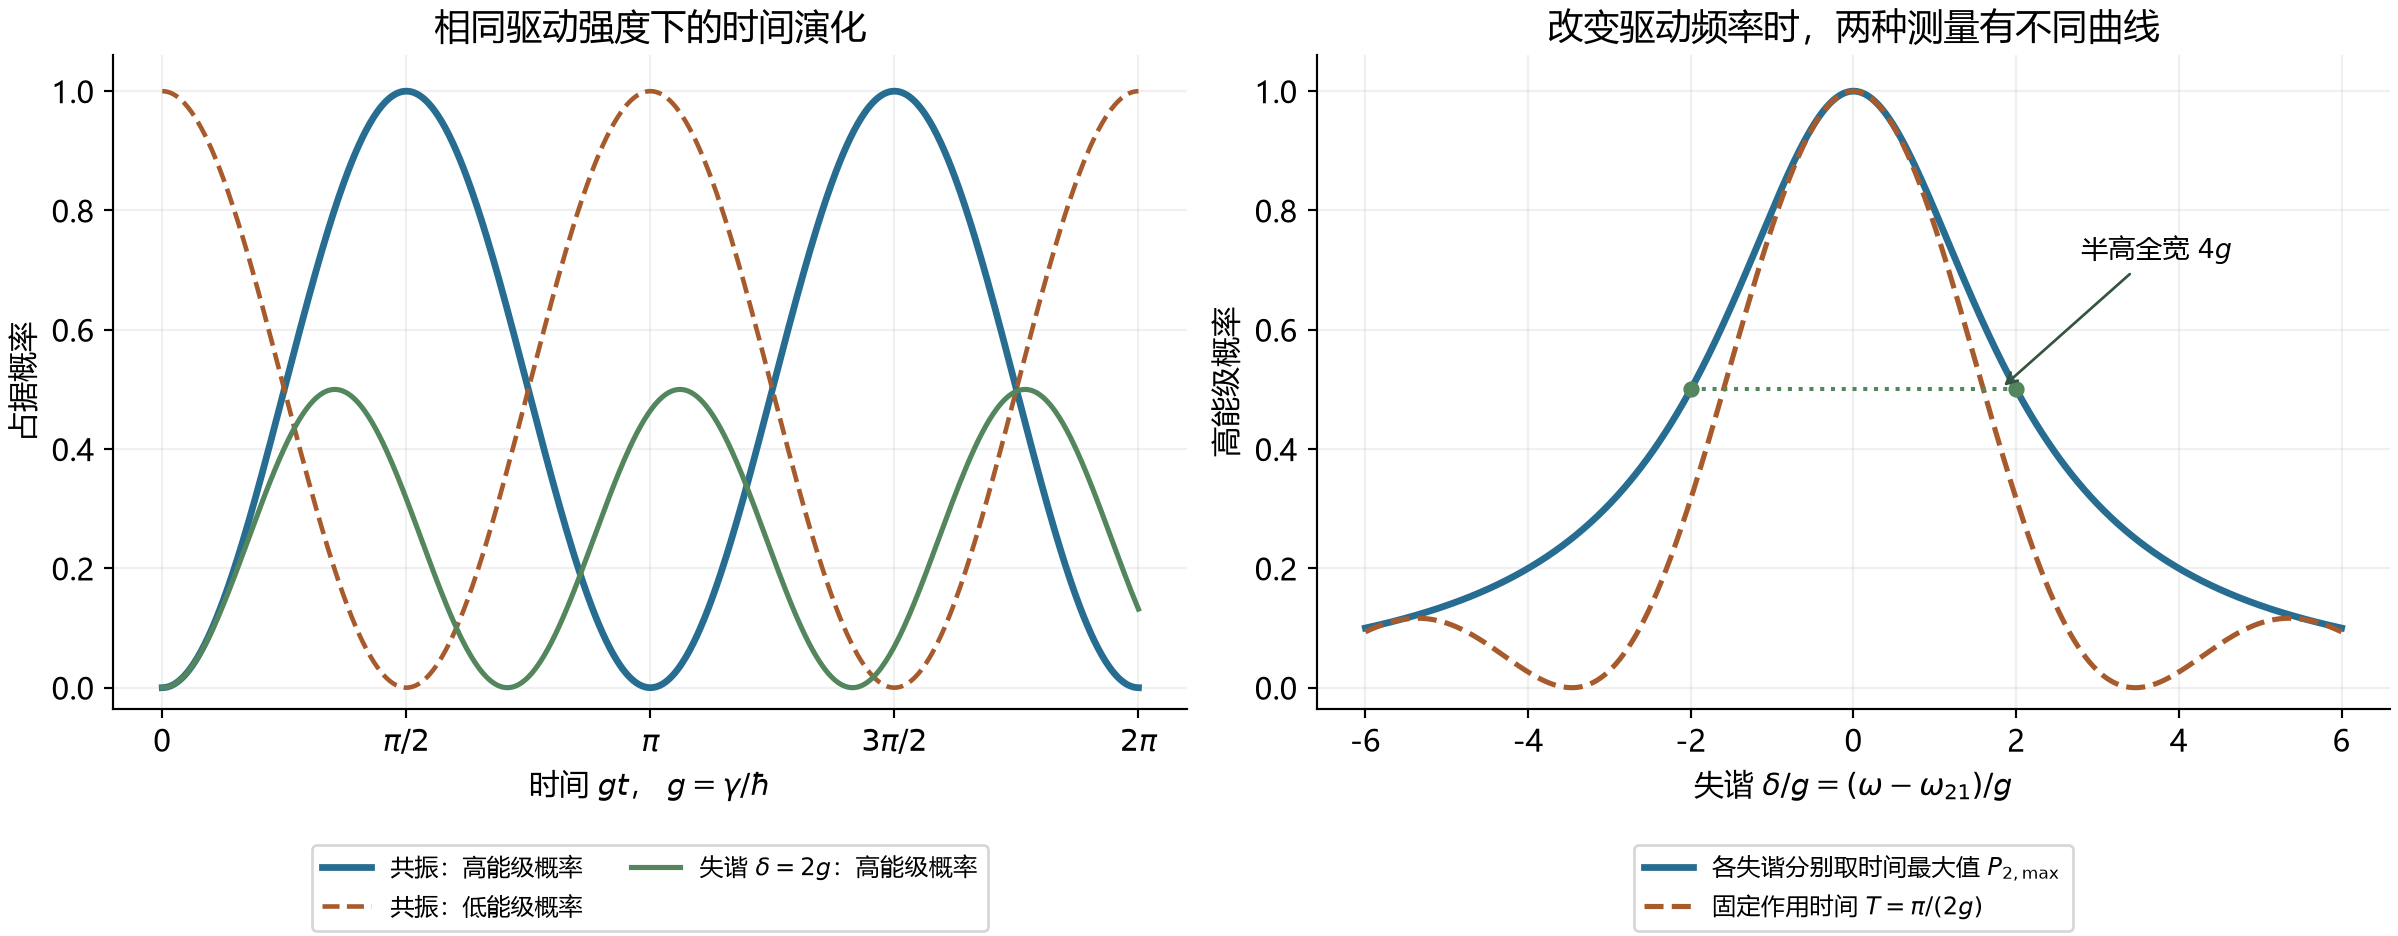 相同驱动强度下的时间演化
占据概率
1.0
0.8
0.6
0.4
0.2
0.0
0 π/2 π 3π/2 2π
时间 gt, g = γ/ħ
共振：高能级概率
共振：低能级概率
失谐 δ = 2g：高能级概率
改变驱动频率时，两种测量有不同曲线
高能级概率
1.0
0.8
0.6
0.4
0.2
0.0
半高全宽 4g
-6 -4 -2 0 2 4 6
失谐 δ/g = (ω − ω₂₁)/g
各失谐分别取时间最大值 P₂,max
固定作用时间 T = π/(2g)